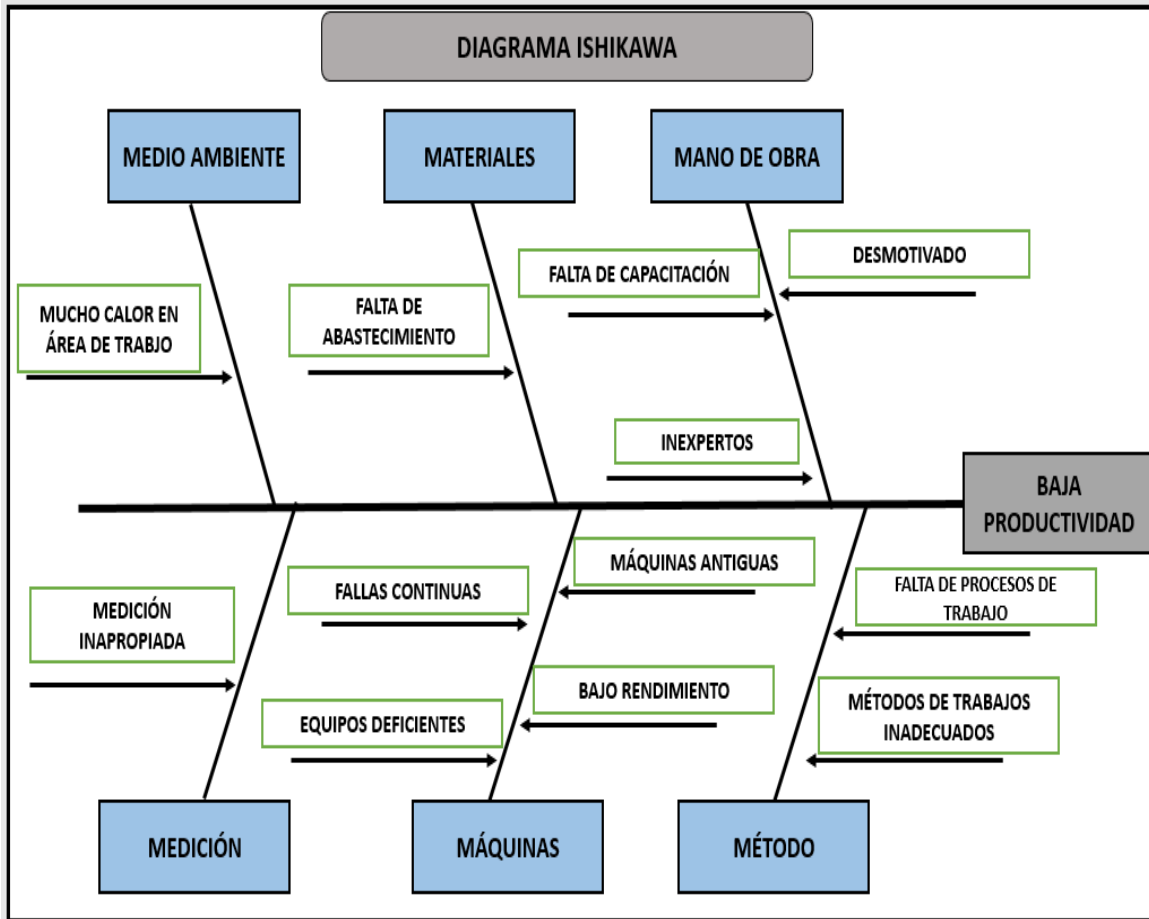 DIAGRAMA ISHIKAWA
MEDIO AMBIENTE
MATERIALES
MANO DE OBRA
DESMOTIVADO
FALTA DE CAPACITACIÓN
MUCHO CALOR EN
ÁREA DE TRABJO
FALTA DE
ABASTECIMIENTO
INEXPERTOS
BAJA
PRODUCTIVIDAD
MÁQUINAS ANTIGUAS
FALLAS CONTINUAS
FALTA DE PROCESOS DE
TRABAJO
MEDICIÓN
INAPROPIADA
BAJO RENDIMIENTO
EQUIPOS DEFICIENTES
MÉTODOS DE TRABAJOS
INADECUADOS
MEDICIÓN
MÁQUINAS
MÉTODO